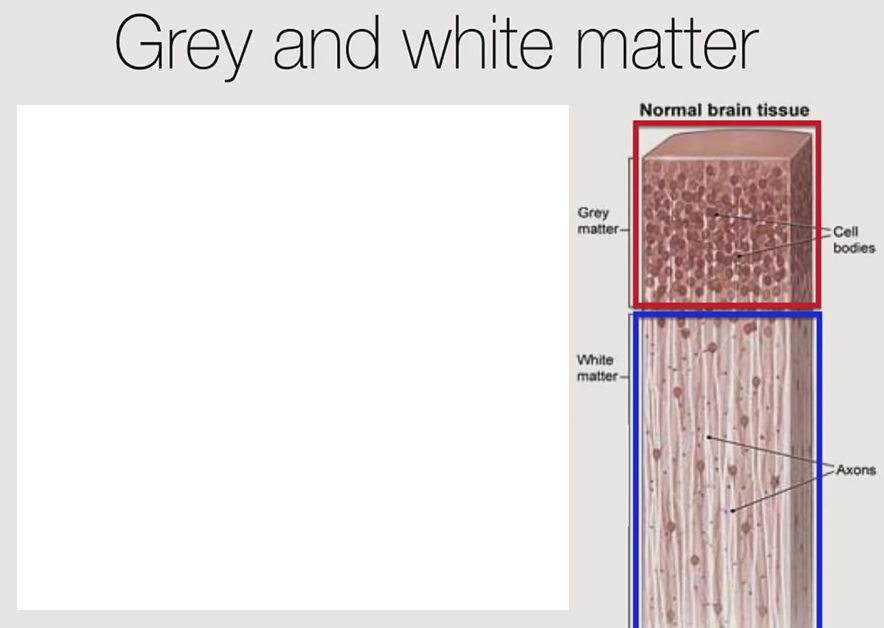 Grey and white matter
Normal brain tissue
Grey
matter
Cell
bodies
White
matter
Axons